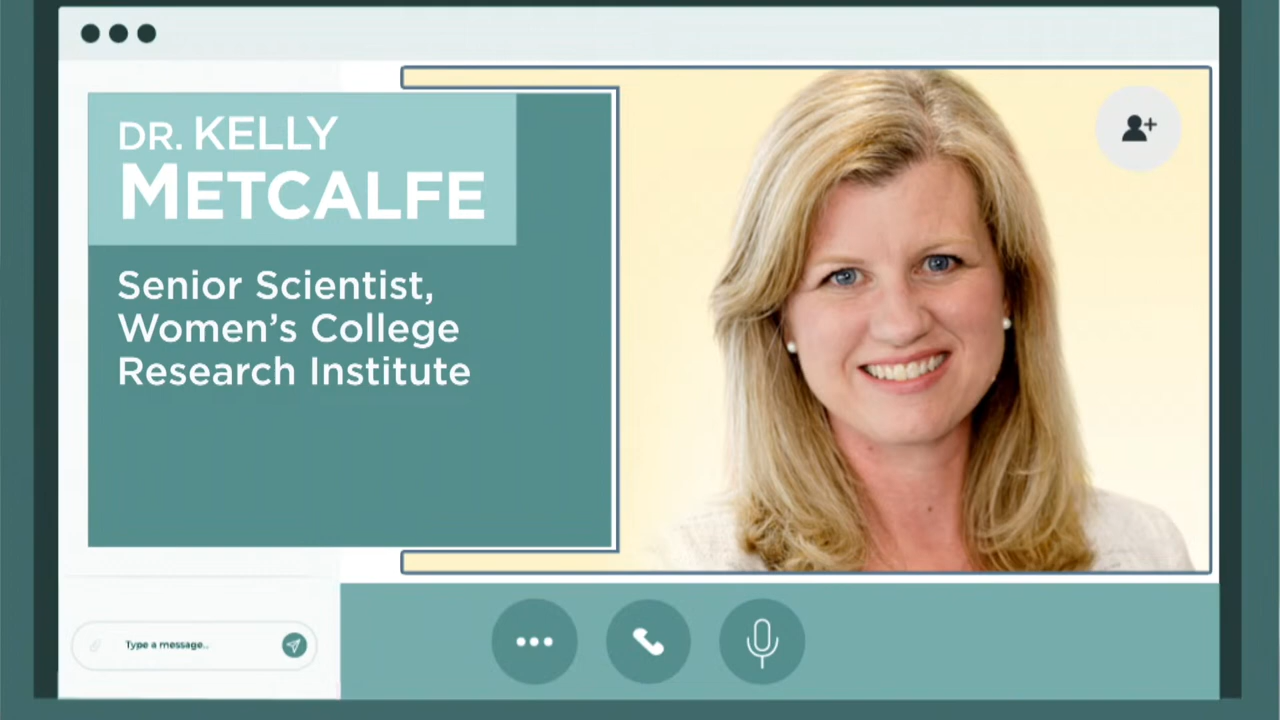 DR. KELLY
METCALFE
Senior Scientist,
Women's College
Research Institute
Type a message..